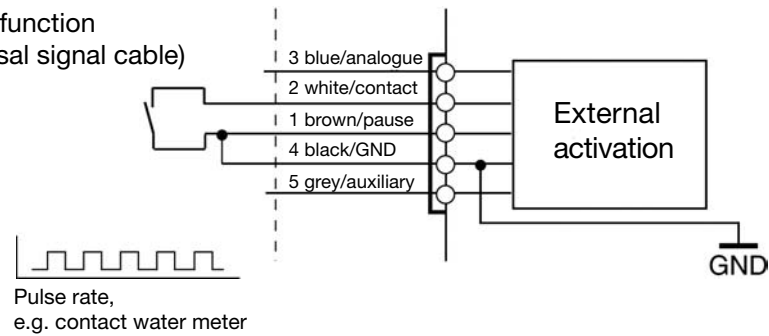 function
sal signal cable)
3 blue/analogue
2 white/contact
1 brown/pause
4 black/GND
5 grey/auxiliary
External
activation
GND
Pulse rate,
e.g. contact water meter